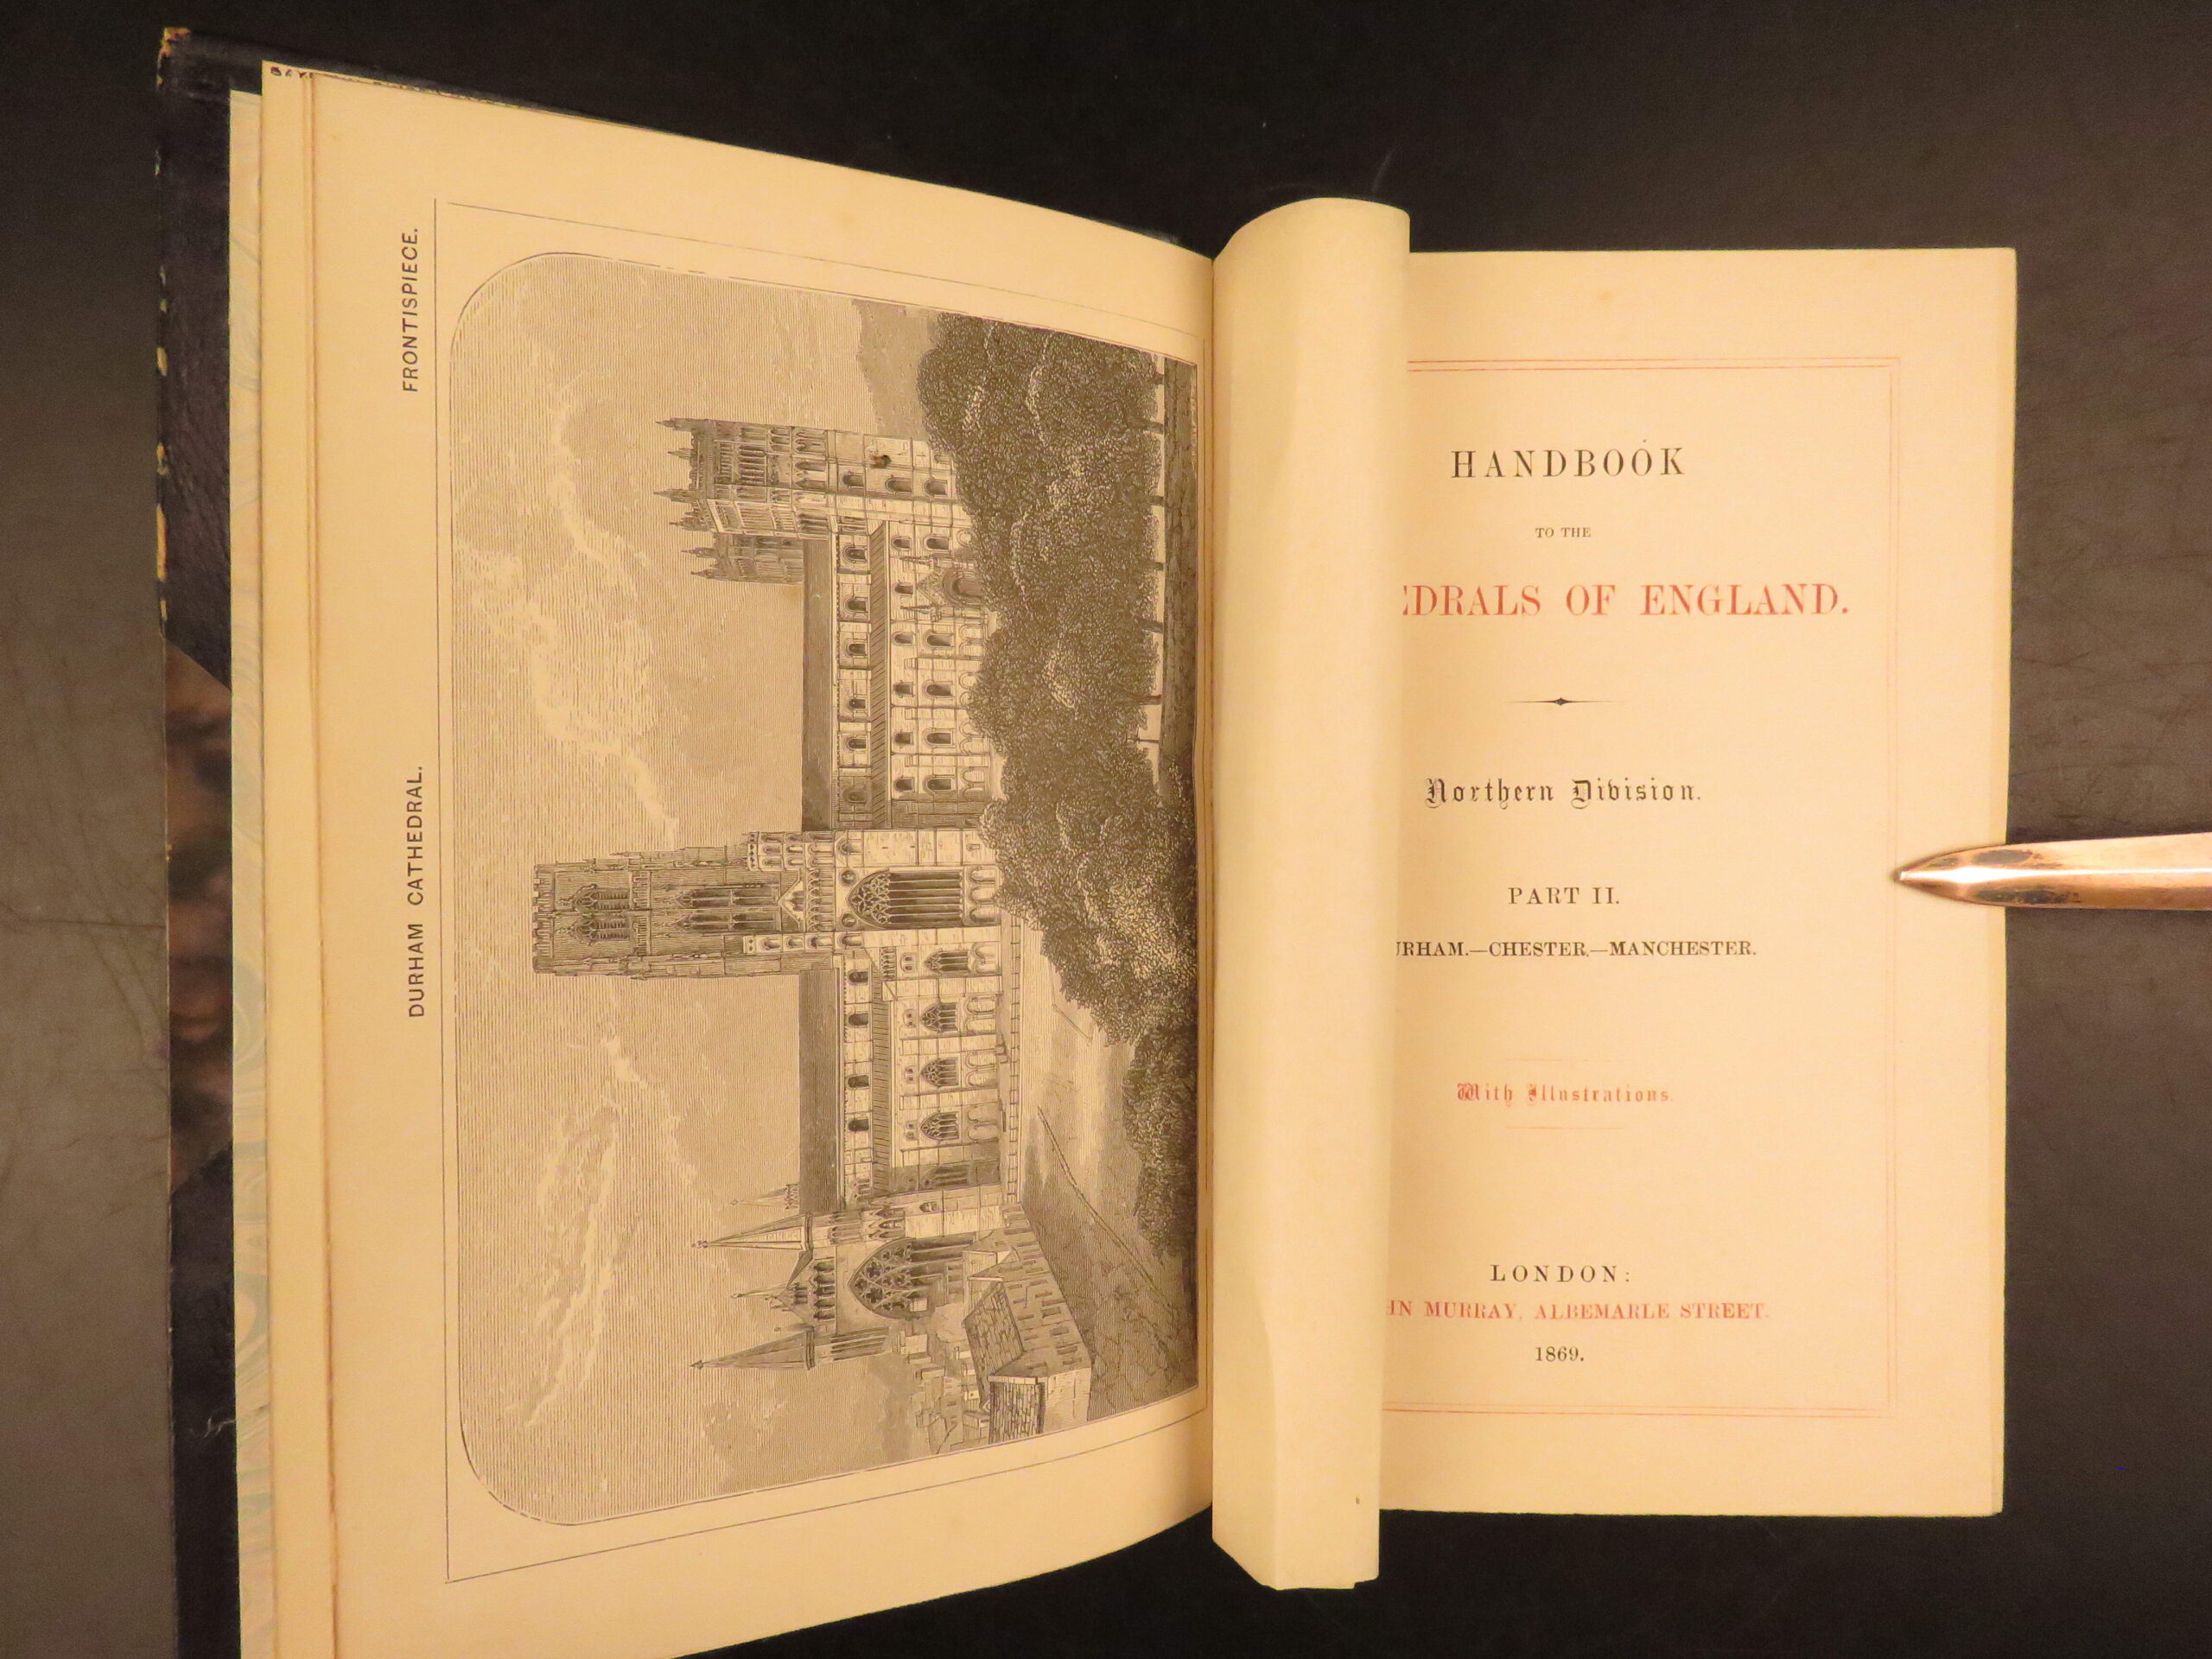 FRONTISPIECE.
DURHAM CATHEDRAL.
HANDBOOK
TO THE
EDRALS OF ENGLAND.
Northern Division.
PART II.
URHAM.—CHESTER.—MANCHESTER.
With Illustrations.
LONDON:
HN MURRAY, ALBEMARLE STREET.
1869.